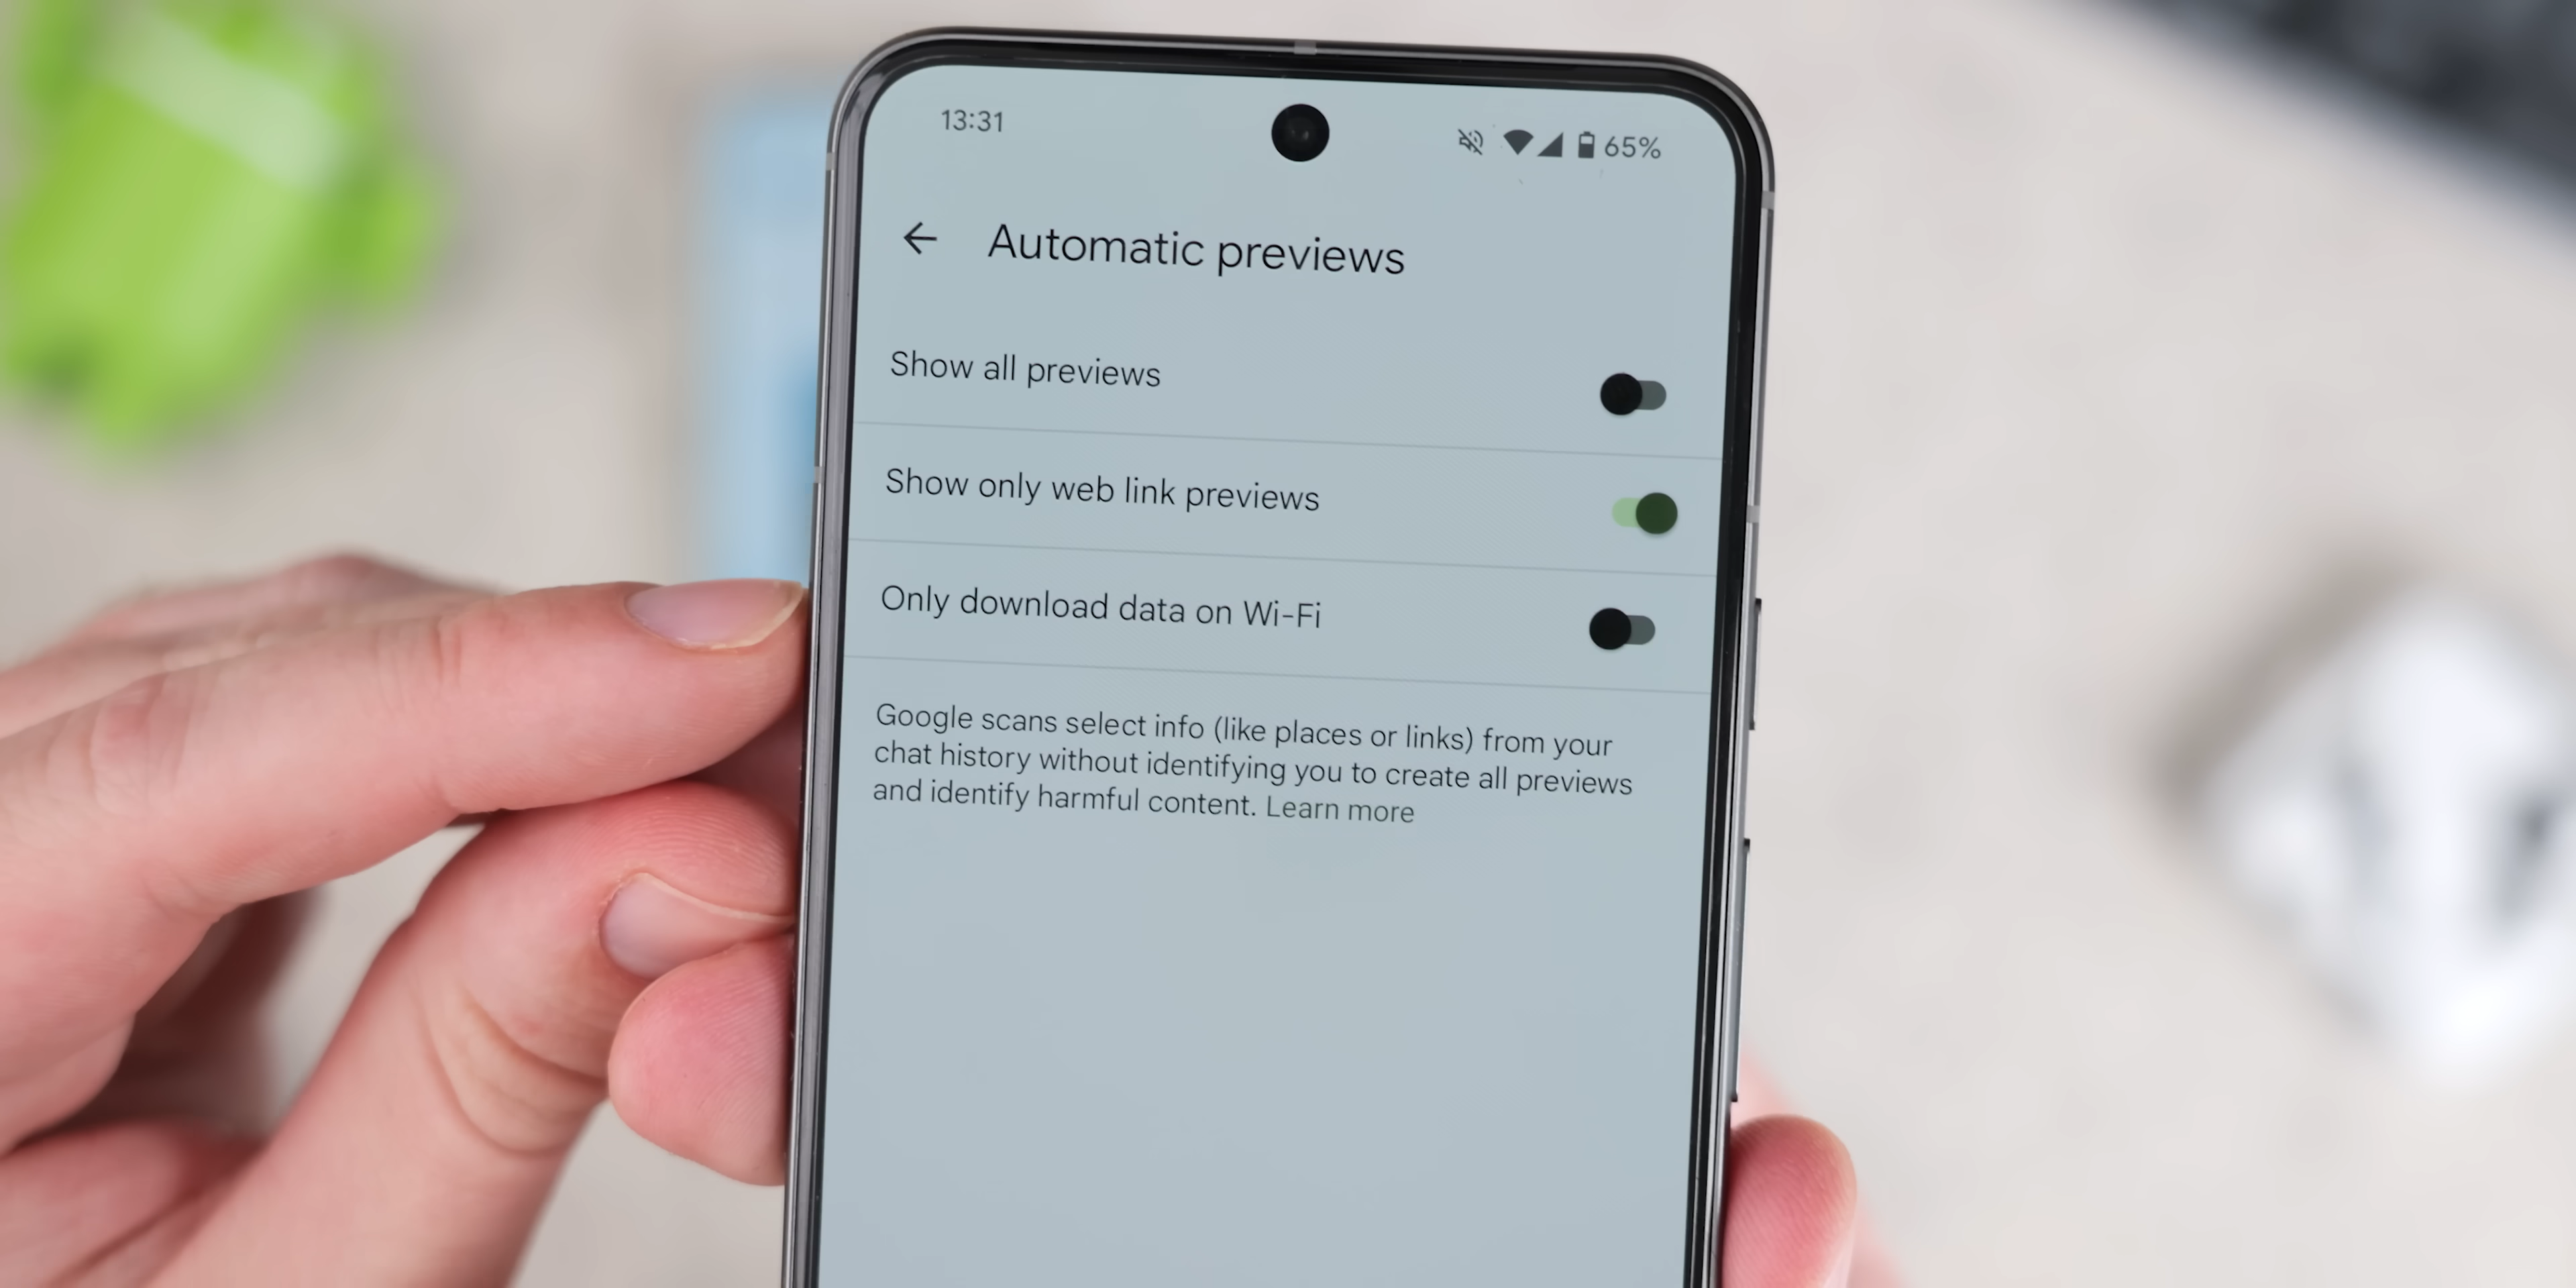 13:31
65%
Automatic previews
Show all previews
Show only web link previews
Only download data on Wi-Fi
Google scans select info (like places or links) from your
chat history without identifying you to create all previews
and identify harmful content. Learn more